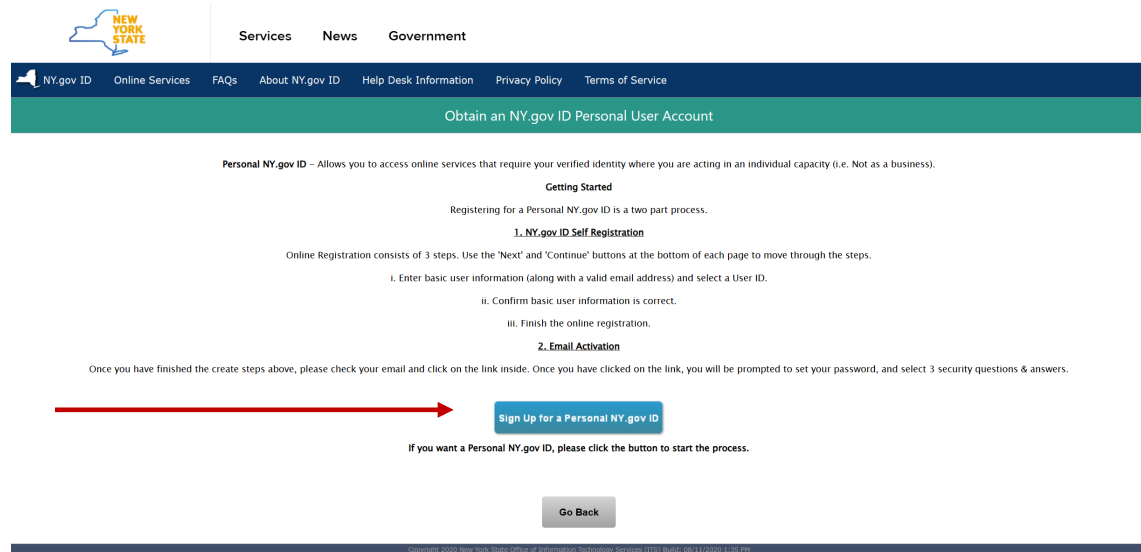 NEW
YORK
STATE
Services News Government
NY.gov ID Online Services FAQs About NY.gov ID Help Desk Information Privacy Policy Terms of Service
Obtain an NY.gov ID Personal User Account
Personal NY.gov ID – Allows you to access online services that require your verified identity where you are acting in an individual capacity (i.e. Not as a business).
Getting Started
Registering for a Personal NY.gov ID is a two part process.
1. NY.gov ID Self Registration
Online Registration consists of 3 steps. Use the 'Next' and 'Continue' buttons at the bottom of each page to move through the steps.
i. Enter basic user information (along with a valid email address) and select a User ID.
ii. Confirm basic user information is correct.
iii. Finish the online registration.
2. Email Activation
Once you have finished the create steps above, please check your email and click on the link inside. Once you have clicked on the link, you will be prompted to set your password, and select 3 security questions & answers.
Sign Up for a Personal NY.gov ID
If you want a Personal NY.gov ID, please click the button to start the process.
Go Back
Copyright 2020 New York State Office of Information Technology Services (ITS) Build: 08/11/2020 1:35 PM